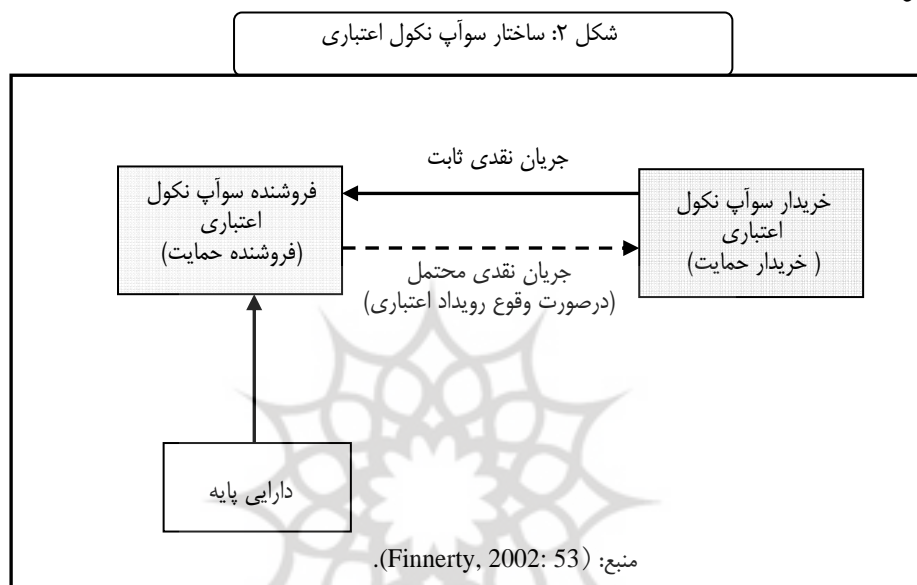 شکل ۲: ساختار سوآپ نکول اعتباری
جریان نقدی ثابت
خریدار سوآپ نکول
اعتباری
( خریدار حمایت)
فروشنده سوآپ نکول
اعتباری
(فروشنده حمایت)
جریان نقدی محتمل
(درصورت وقوع رویداد اعتباری)
دارایی پایه
منبع: (Finnerty, 2002: 53).